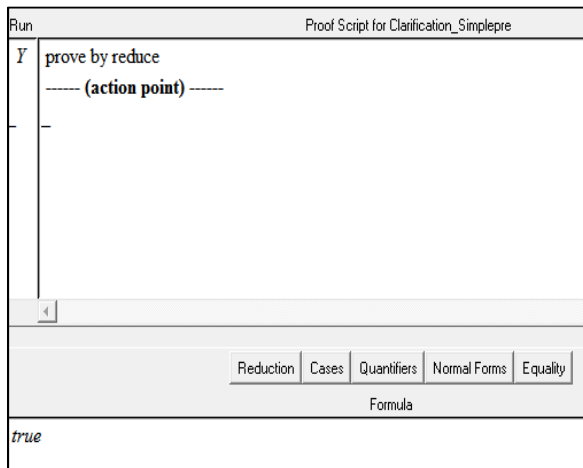 Run Proof Script for Clarification_Simplepre
Y prove by reduce
------ (action point) ------
Reduction Cases Quantifiers Normal Forms Equality
Formula
true